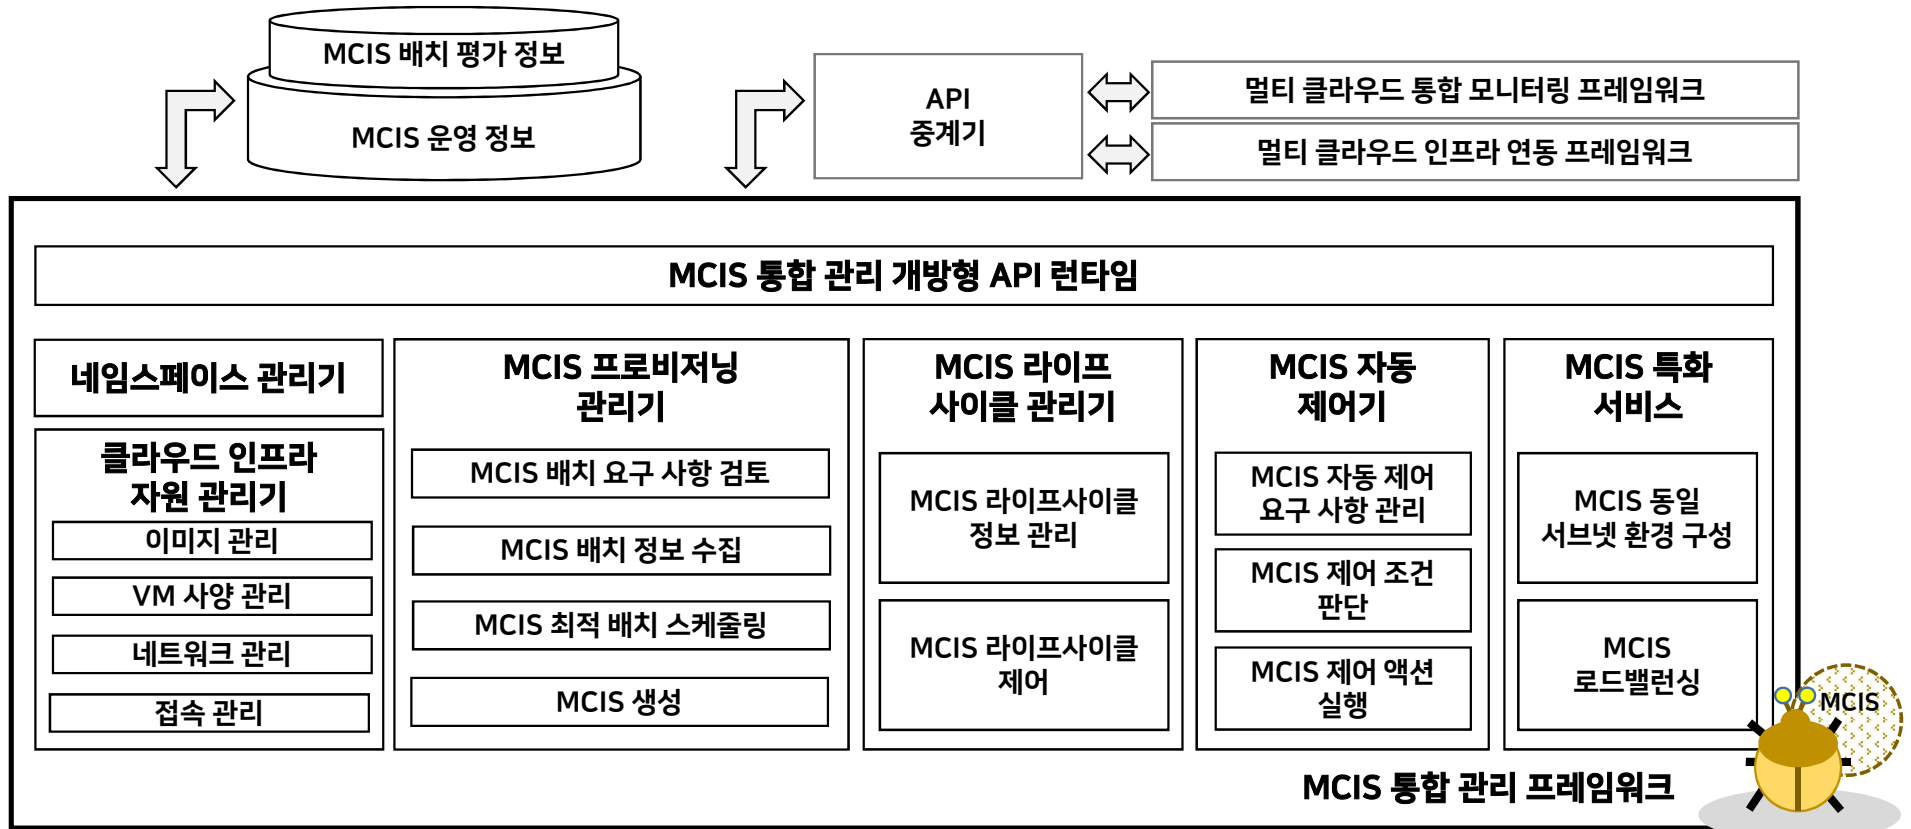 MCIS 배치 평가 정보
MCIS 운영 정보
API
중계기
멀티 클라우드 통합 모니터링 프레임워크
멀티 클라우드 인프라 연동 프레임워크
MCIS 통합 관리 개방형 API 런타임
네임스페이스 관리기
클라우드 인프라
자원 관리기
이미지 관리
VM 사양 관리
네트워크 관리
접속 관리
MCIS 프로비저닝
관리기
MCIS 배치 요구 사항 검토
MCIS 배치 정보 수집
MCIS 최적 배치 스케줄링
MCIS 생성
MCIS 라이프
사이클 관리기
MCIS 라이프사이클
정보 관리
MCIS 라이프사이클
제어
MCIS 자동
제어기
MCIS 자동 제어
요구 사항 관리
MCIS 제어 조건
판단
MCIS 제어 액션
실행
MCIS 특화
서비스
MCIS 동일
서브넷 환경 구성
MCIS
로드밸런싱
MCIS
MCIS 통합 관리 프레임워크